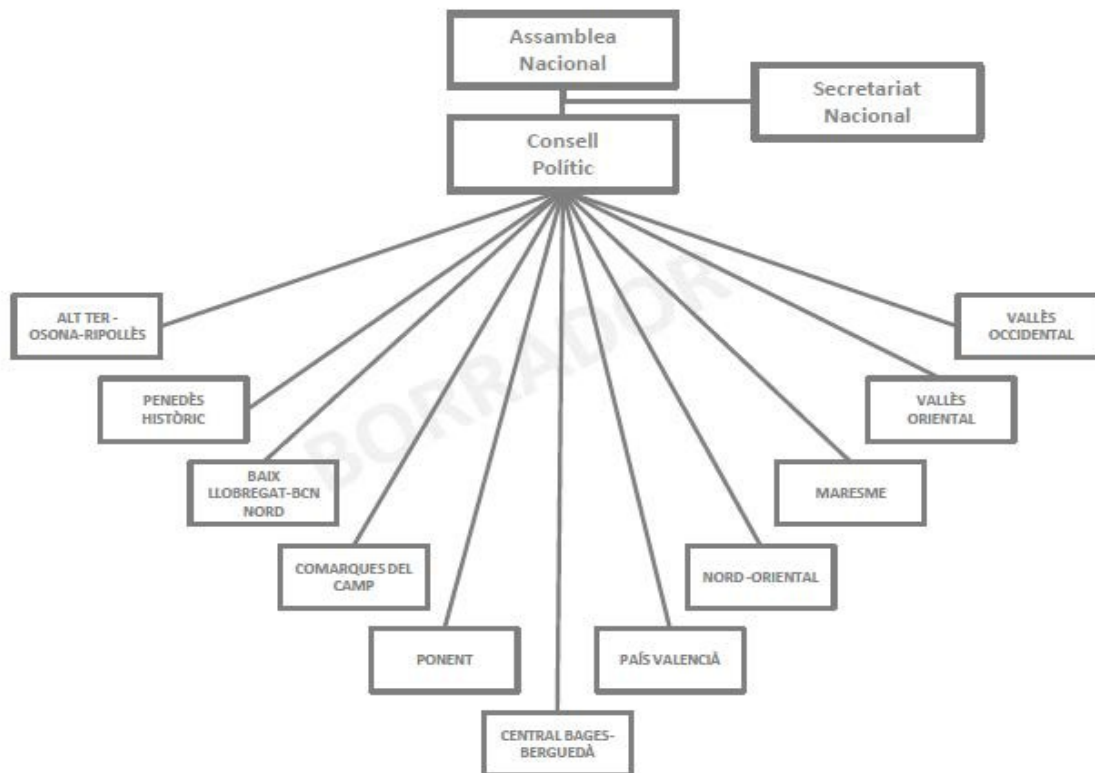 Assamblea
Nacional
Secretariat
Nacional
Consell
Polític
ALT TER -
OSONA-RIPOLLÈS
VALLÈS
OCCIDENTAL
PENEDÈS
HISTÒRIC
VALLÈS
ORIENTAL
BAIX
LLOBREGAT-BCN
NORD
MARESME
COMARQUES DEL
CAMP
NORD -ORIENTAL
PONENT
PAÍS VALENCIÀ
CENTRAL BAGES-
BERGUEDÀ
BORRADOR